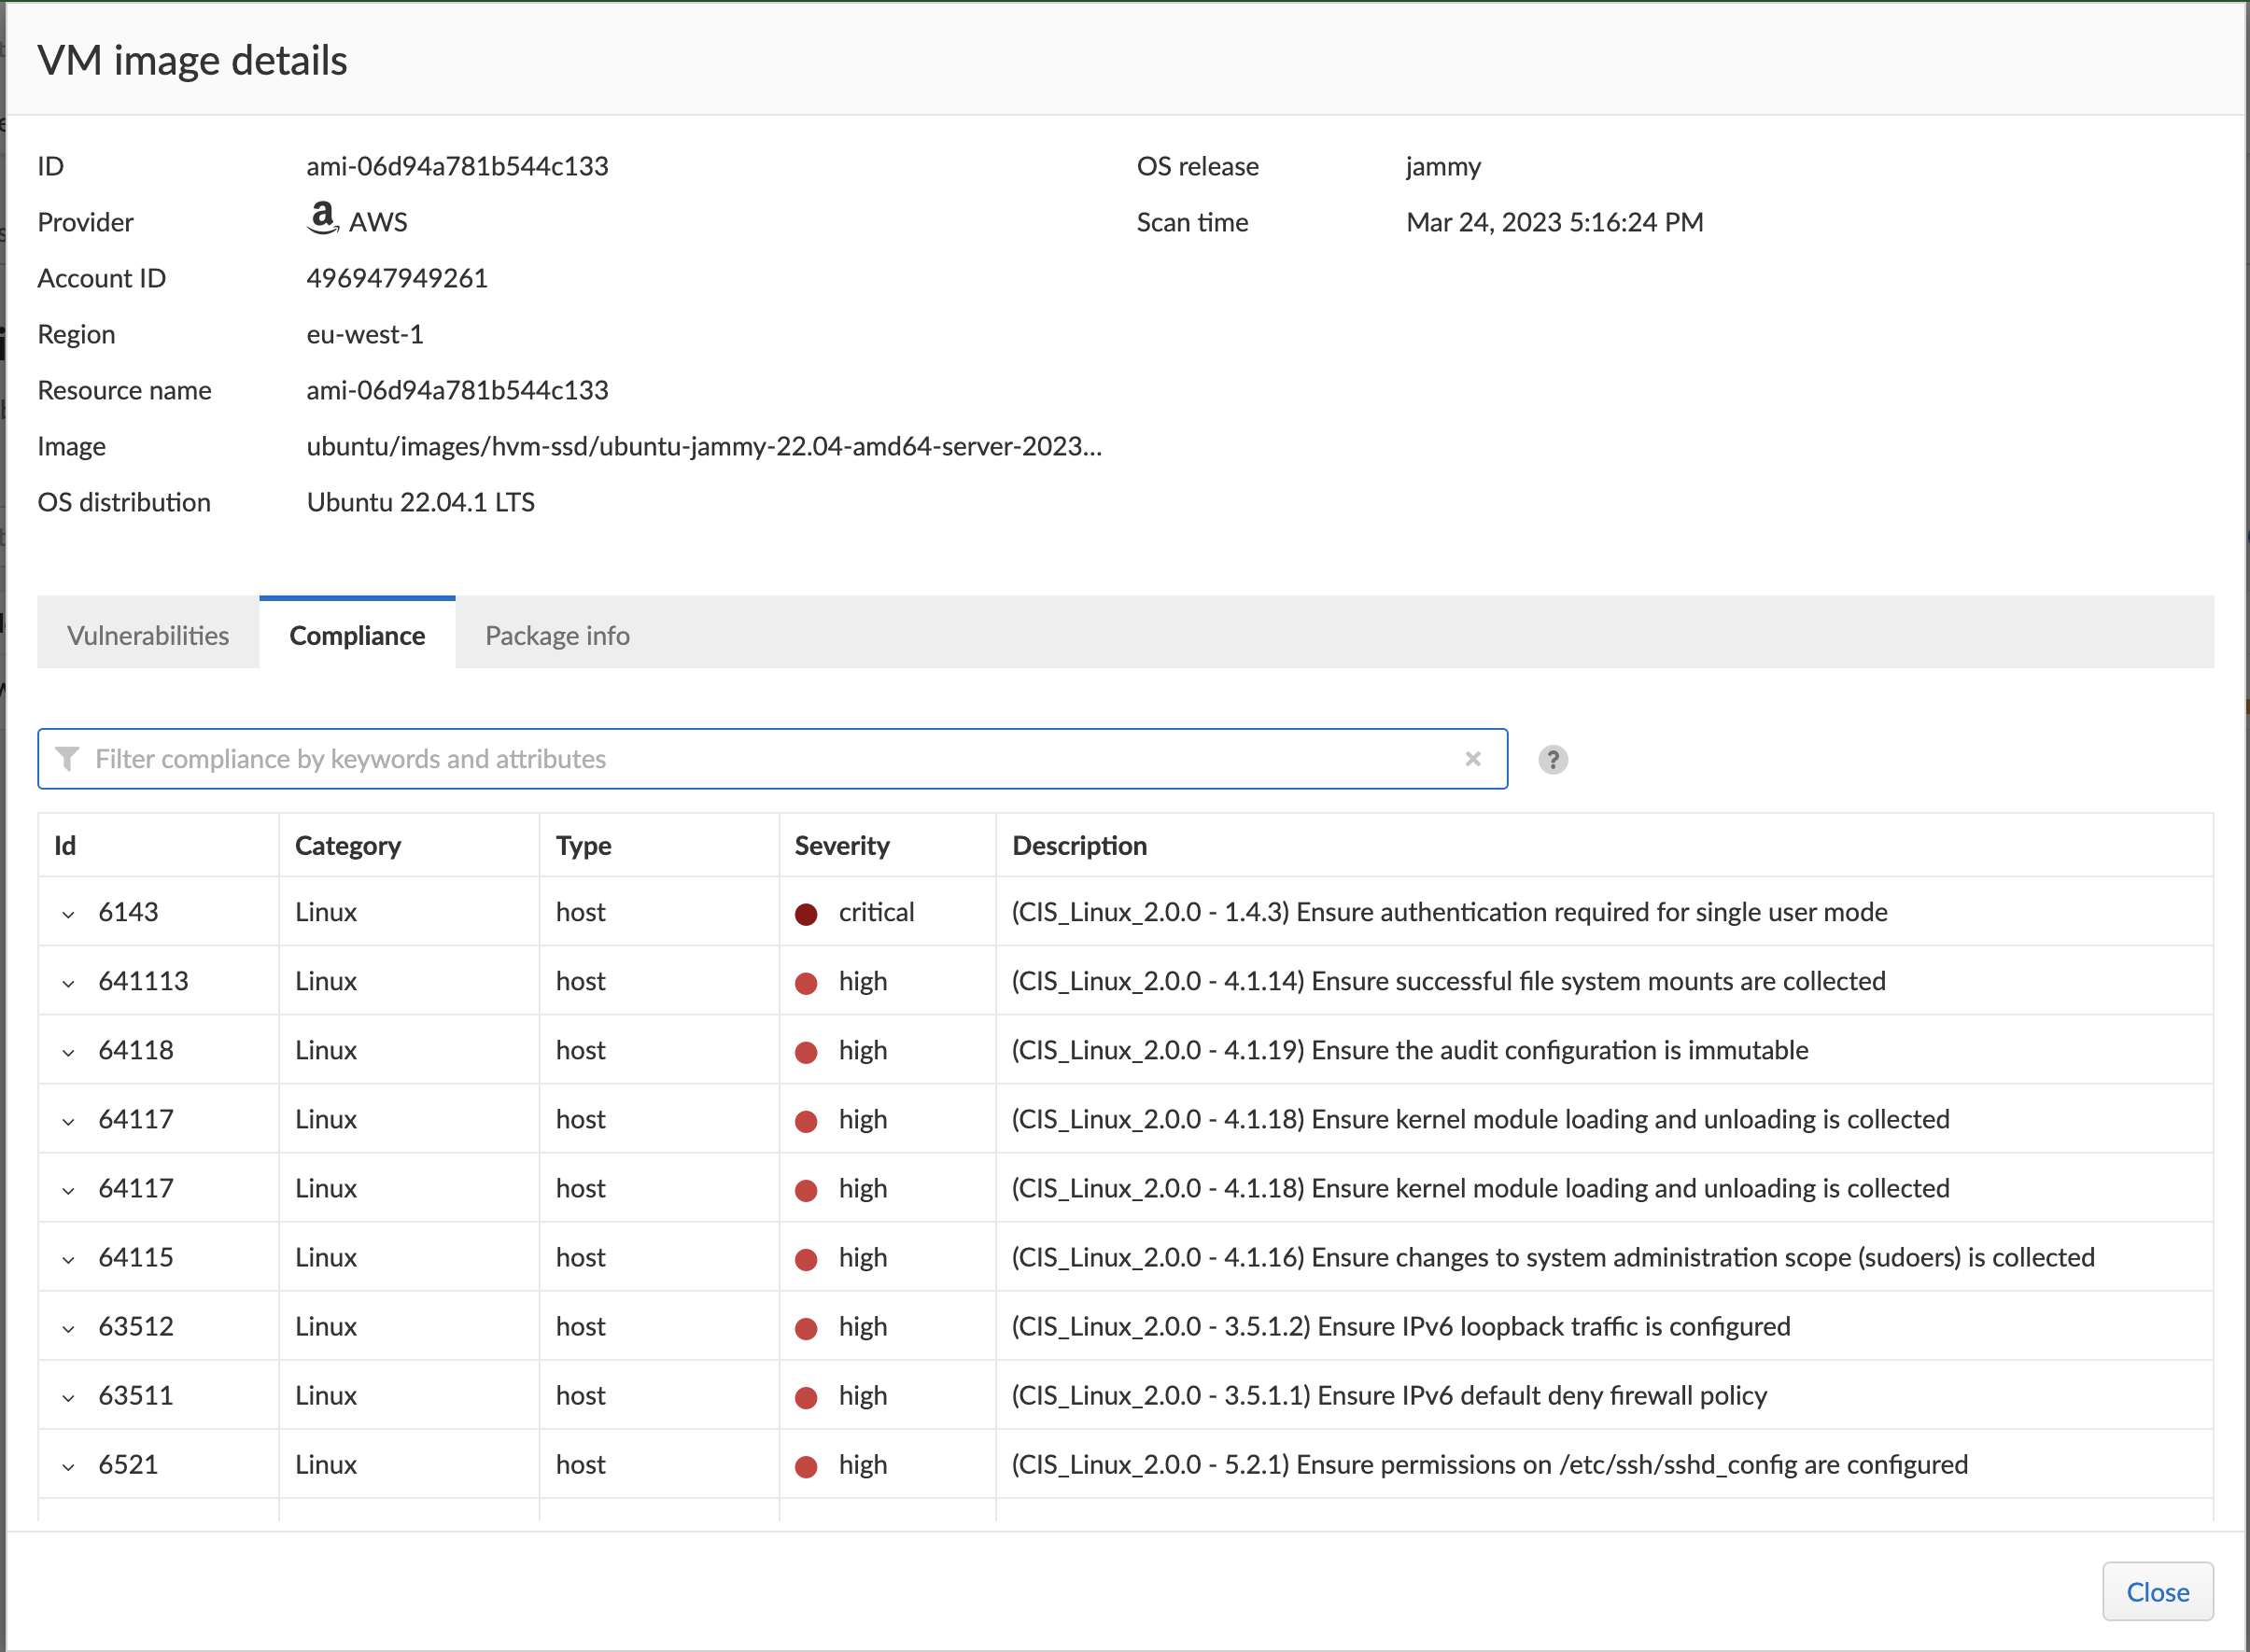 VM image details
ID ami-06d94a781b544c133 OS release jammy
Provider a AWS Scan time Mar 24, 2023 5:16:24 PM
Account ID 496947949261
Region eu-west-1
Resource name ami-06d94a781b544c133
Image ubuntu/images/hvm-ssd/ubuntu-jammy-22.04-amd64-server-2023...
OS distribution Ubuntu 22.04.1 LTS
Vulnerabilities Compliance Package info
Filter compliance by keywords and attributes × ?
Id Category Type Severity Description
6143 Linux host critical (CIS_Linux_2.0.0 - 1.4.3) Ensure authentication required for single user mode
641113 Linux host high (CIS_Linux_2.0.0 - 4.1.14) Ensure successful file system mounts are collected
64118 Linux host high (CIS_Linux_2.0.0 - 4.1.19) Ensure the audit configuration is immutable
64117 Linux host high (CIS_Linux_2.0.0 - 4.1.18) Ensure kernel module loading and unloading is collected
64117 Linux host high (CIS_Linux_2.0.0 - 4.1.18) Ensure kernel module loading and unloading is collected
64115 Linux host high (CIS_Linux_2.0.0 - 4.1.16) Ensure changes to system administration scope (sudoers) is collected
63512 Linux host high (CIS_Linux_2.0.0 - 3.5.1.2) Ensure IPv6 loopback traffic is configured
63511 Linux host high (CIS_Linux_2.0.0 - 3.5.1.1) Ensure IPv6 default deny firewall policy
6521 Linux host high (CIS_Linux_2.0.0 - 5.2.1) Ensure permissions on /etc/ssh/sshd_config are configured
Close